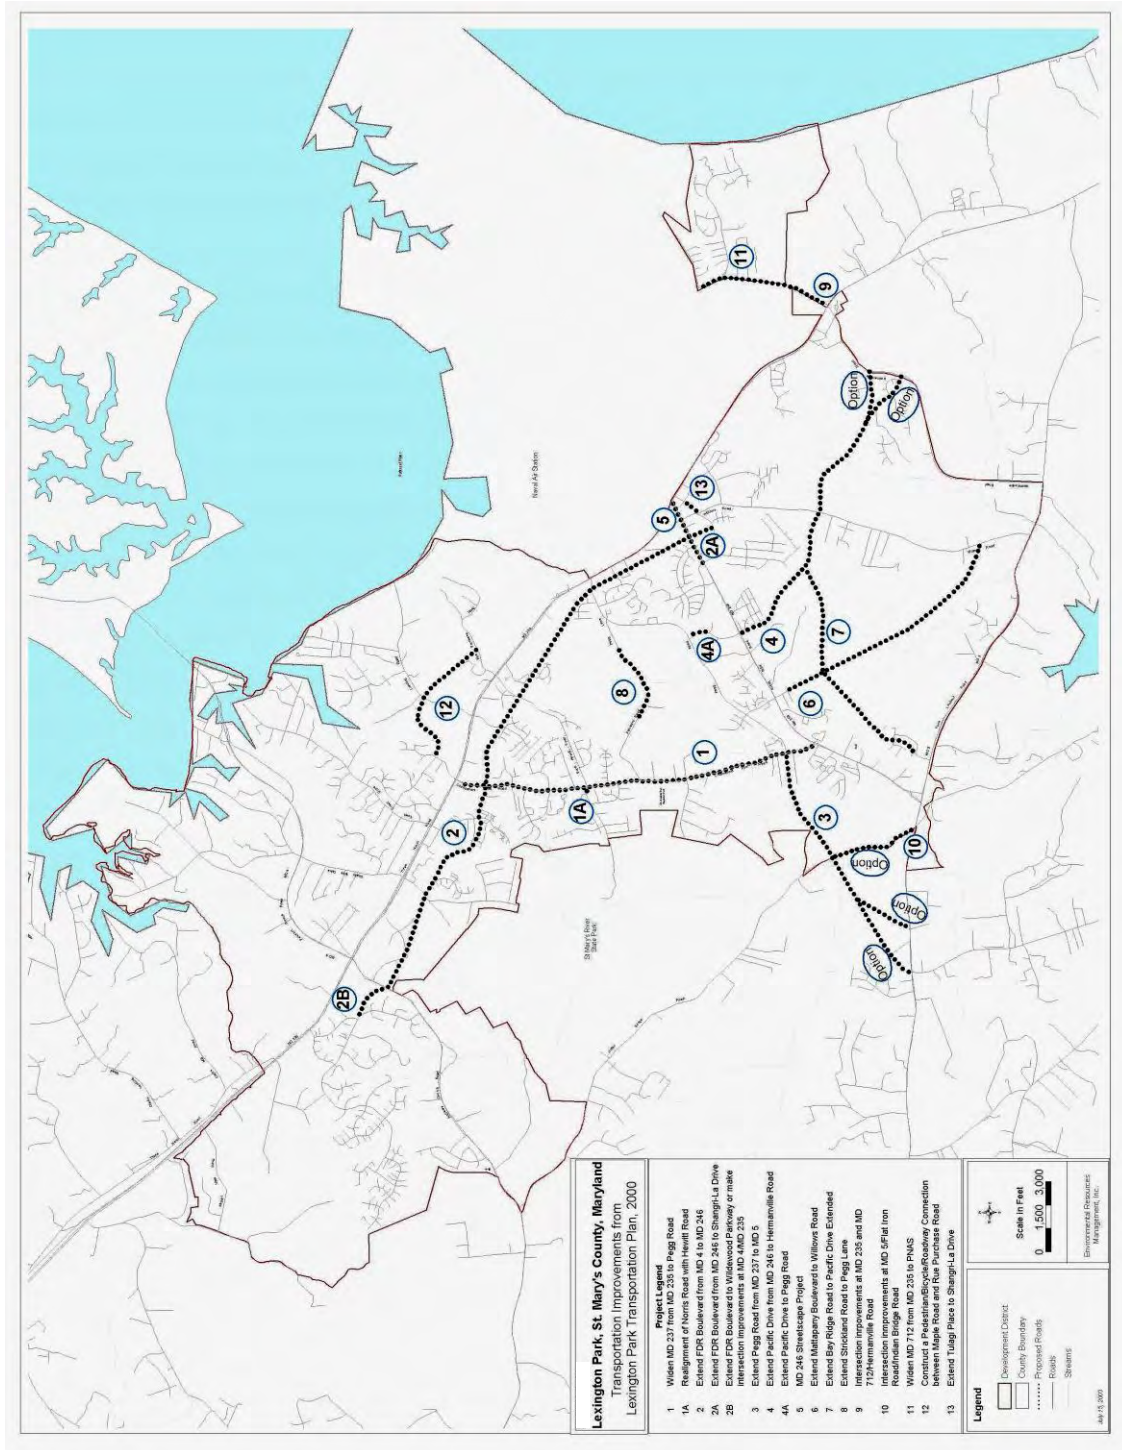 Lexington Park, St. Mary's County, Maryland
Transportation Improvements from
Lexington Park Transportation Plan, 2000
Project Legend
1 Widen MD 237 from MD 235 to Pegg Road
1A Realignment of Norris Road with Hewitt Road
2 Extend FDR Boulevard from MD 4 to MD 246
2A Extend FDR Boulevard from MD 246 to Shangri-La Drive
2B Extend FDR Boulevard to Wildewood Parkway or make
Intersection Improvements at MD 4/MD 235
3 Extend Pegg Road from MD 237 to MD 5
4 Extend Pacific Drive from MD 246 to Hermanville Road
4A Extend Pacific Drive to Pegg Road
5 MD 246 Streetscape Project
6 Extend Mattapany Boulevard to Willows Road
7 Extend Bay Ridge Road to Pacific Drive Extended
8 Extend Strickland Road to Pegg Lane
9 Intersection Impovements at MD 235 and MD
712/Hermanville Road
10 Intersection Immprovements at MD 5/Flat Iron
Road/Indian Bridge Road
11 Widen MD 712 from MD 235 to PNAS
12 Construct a Pedestrian/Bicycle/Roadway Connection
between Maple Road and Rue Purchase Road
13 Extend Tulagi Place to Shangri-La Drive
Legend
Development District
County Boundary
Proposed Roads
Roads
Streams
July 15, 2003
Scale In Feet
0 1,500 3,000
Environmental Resources
Management, Inc.
2B
2
12
1A
1
8
3
10
Option
Option
Option
6
7
4
4A
5
2A
13
Option
Option
9
11
St Mary's River
State Park
Naval Air Station